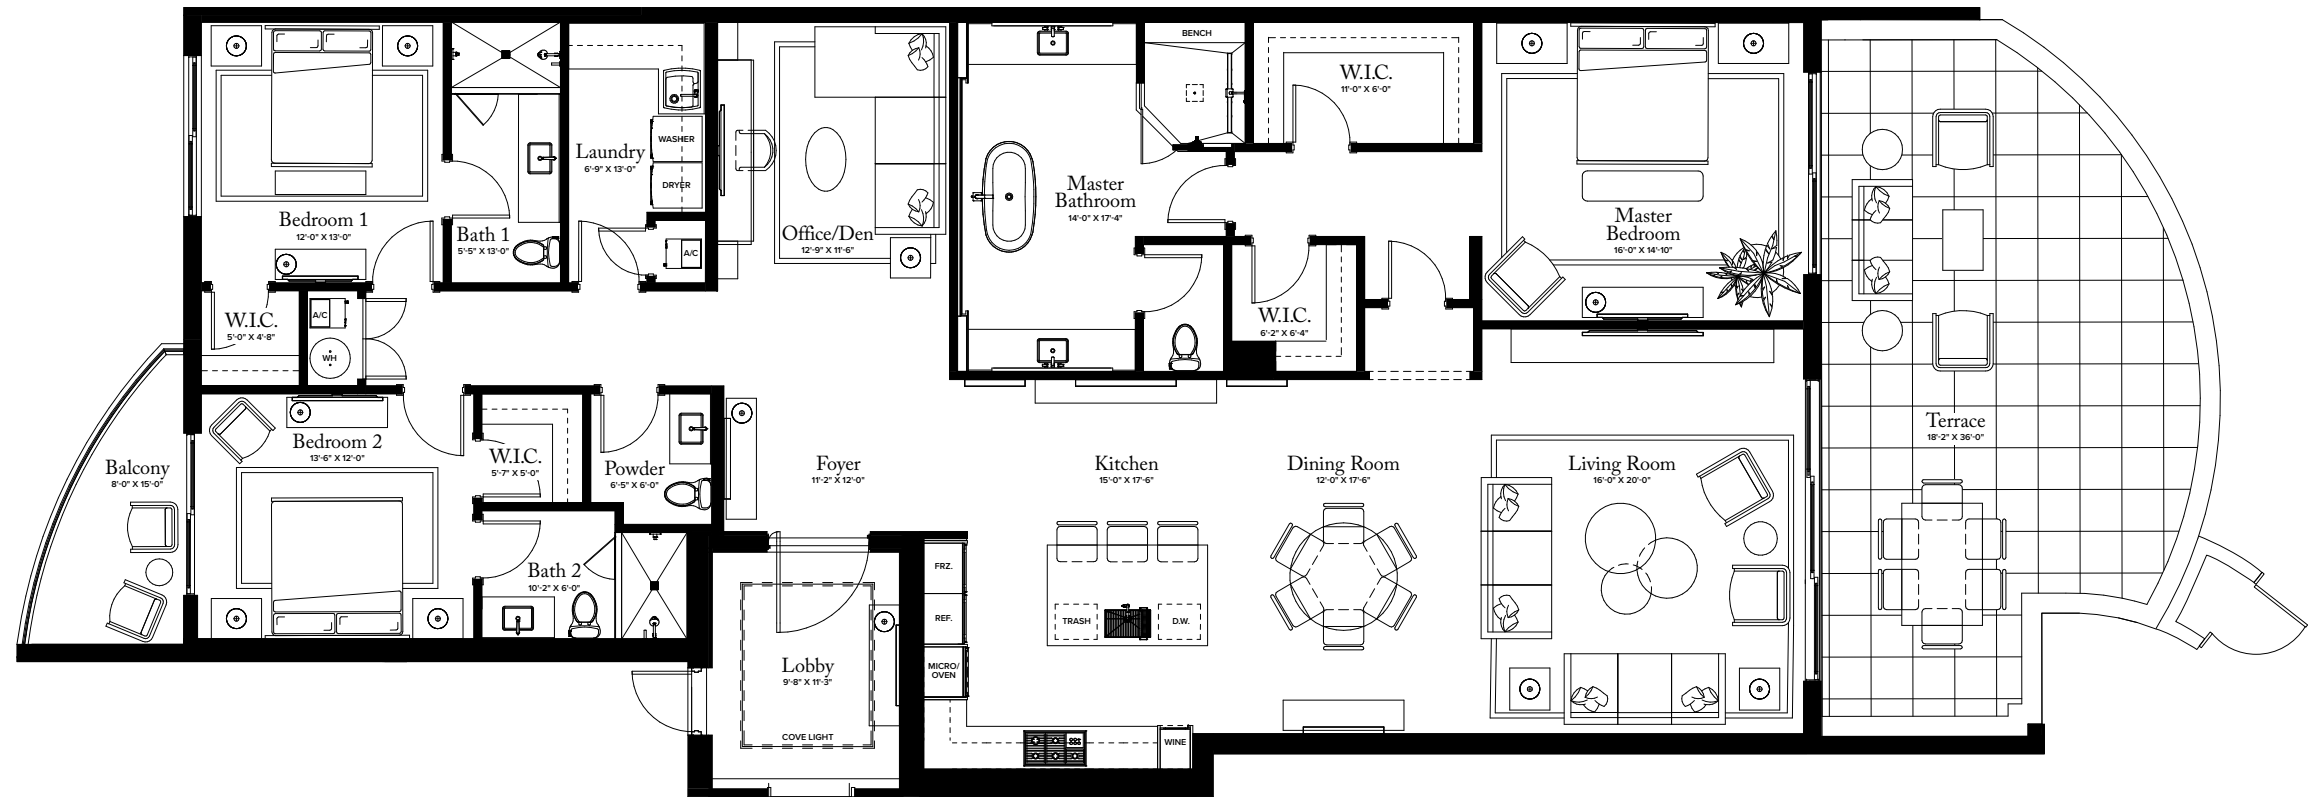 Bedroom 1
12'-0" X 13'-0"
Bath 1
5'-5" X 13'-0"
Laundry
6'-9" X 13'-0"
WASHER
DRYER
A/C
Office/Den
12'-9" X 11'-6"
Master
Bathroom
14'-0" X 17'-4"
BENCH
W.I.C.
11'-0" X 6'-0"
W.I.C.
6'-2" X 6'-4"
Master
Bedroom
16'-0" X 14'-10"
W.I.C.
5'-0" X 4'-8"
A/C
WH
Balcony
8'-0" X 15'-0"
Bedroom 2
13'-6" X 12'-0"
W.I.C.
5'-7" X 5'-0"
Powder
6'-5" X 6'-0"
Bath 2
10'-2" X 6'-0"
Foyer
11'-2" X 12'-0"
Kitchen
15'-0" X 17'-6"
Dining Room
12'-0" X 17'-6"
Living Room
16'-0" X 20'-0"
Terrace
18'-2" X 36'-0"
Lobby
9'-8" X 11'-3"
COVE LIGHT
FRZ.
REF.
MICRO/
OVEN
TRASH
D.W.
WINE